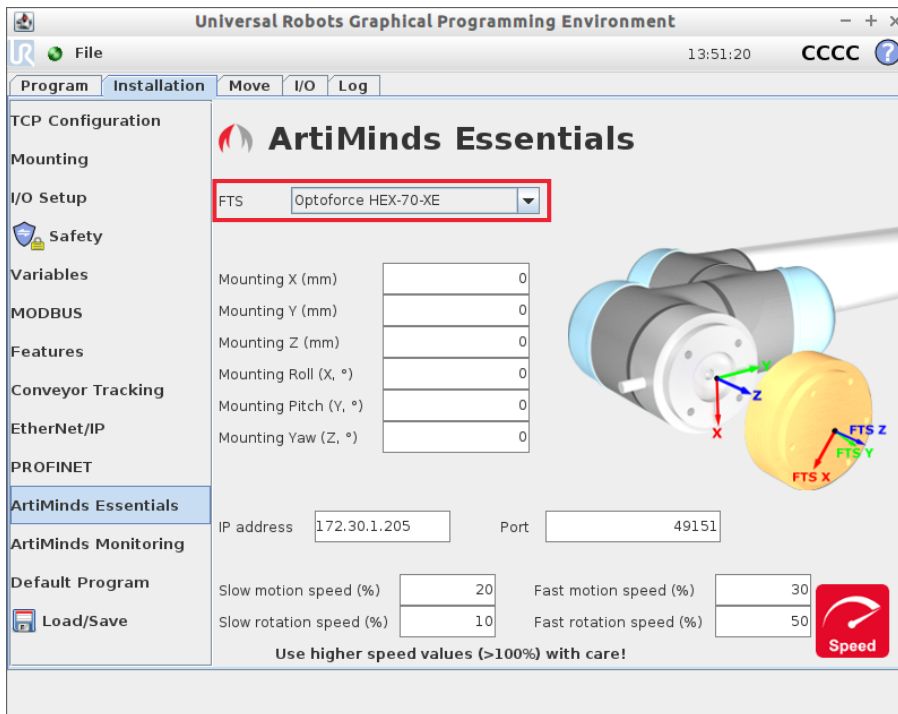 Universal Robots Graphical Programming Environment
File
13:51:20
CCCC
?
Program Installation Move I/O Log
TCP Configuration
Mounting
I/O Setup
Safety
Variables
MODBUS
Features
Conveyor Tracking
EtherNet/IP
PROFINET
ArtiMinds Essentials
ArtiMinds Monitoring
Default Program
Load/Save
ArtiMinds Essentials
FTS Optoforce HEX-70-XE
Mounting X (mm) 0
Mounting Y (mm) 0
Mounting Z (mm) 0
Mounting Roll (X, °) 0
Mounting Pitch (Y, °) 0
Mounting Yaw (Z, °) 0
Y
Z
X
FTS Z
FTS Y
FTS X
IP address 172.30.1.205 Port 49151
Slow motion speed (%) 20 Fast motion speed (%) 30
Slow rotation speed (%) 10 Fast rotation speed (%) 50
Speed
Use higher speed values (>100%) with care!